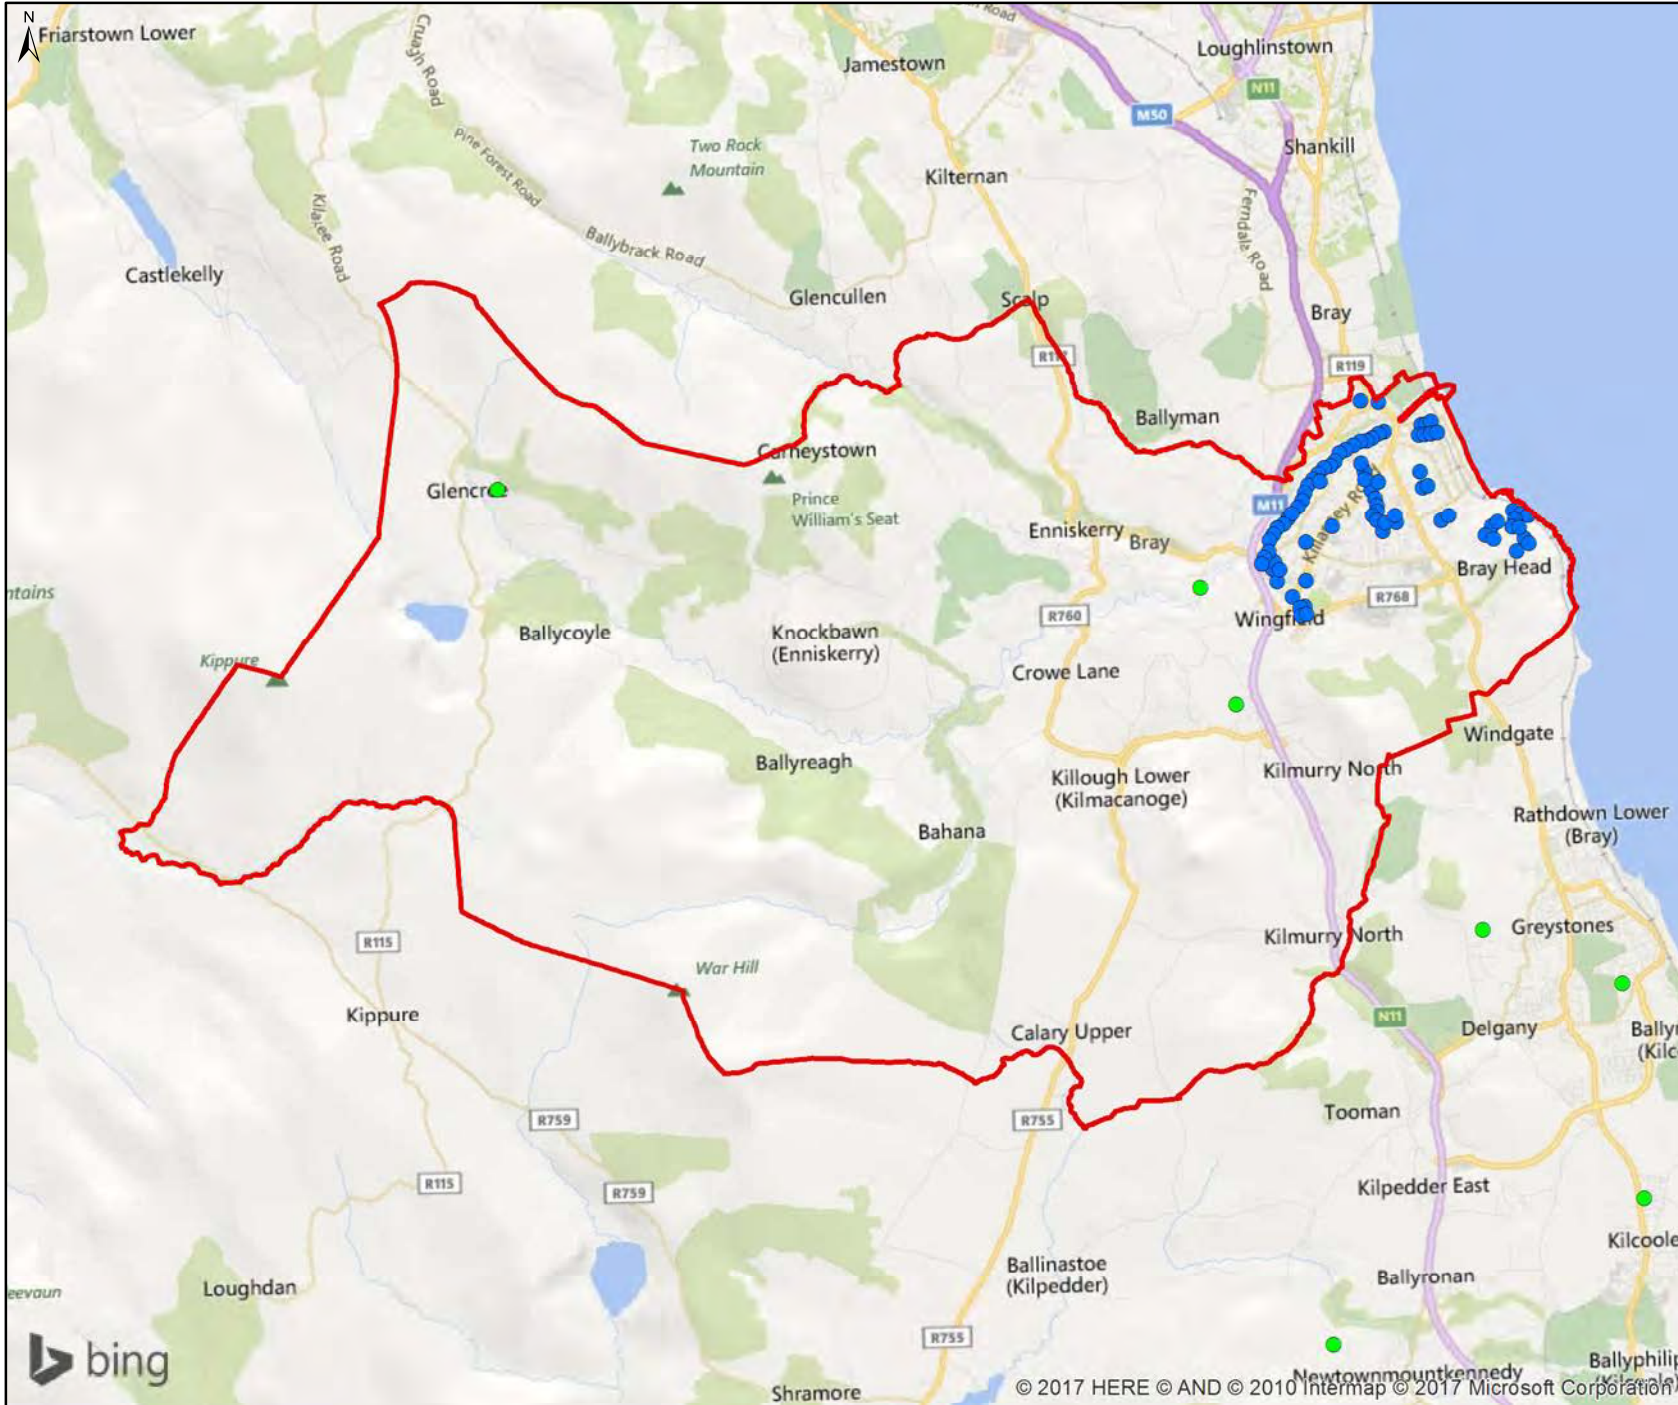 N
Friarstown Lower
Cruagh Road
Road
Loughlinstown
Jamestown
N11
M50
Two Rock
Mountain
Shankill
Pine Forest Road
Kilternan
Kilakee Road
Ferndale Road
Ballybrack Road
Castlekelly
Glencullen
Scalp
Bray
R117
R119
Ballyman
Carneystown
Glencree
Prince
William's Seat
M11
Killarney Road
Enniskerry
Bray
Bray Head
ntains
R768
R760
Wingfield
Ballycoyle
Knockbawn
(Enniskerry)
Kippure
Crowe Lane
Windgate
Ballyreagh
Killough Lower
(Kilmacanoge)
Kilmurry North
Rathdown Lower
(Bray)
Bahana
R115
Kilmurry North
Greystones
War Hill
Kippure
N11
Calary Upper
Delgany
Bally
(Kilc
R759
R755
Tooman
R115
R759
Kilpedder East
Kilcoole
Loughdan
Ballinastoe
(Kilpedder)
Ballyronan
eevaun
R755
bing
Ballyphilip
Newtownmountkennedy
Shramore
© 2017 HERE © AND © 2010 Intermap © 2017 Microsoft Corporation